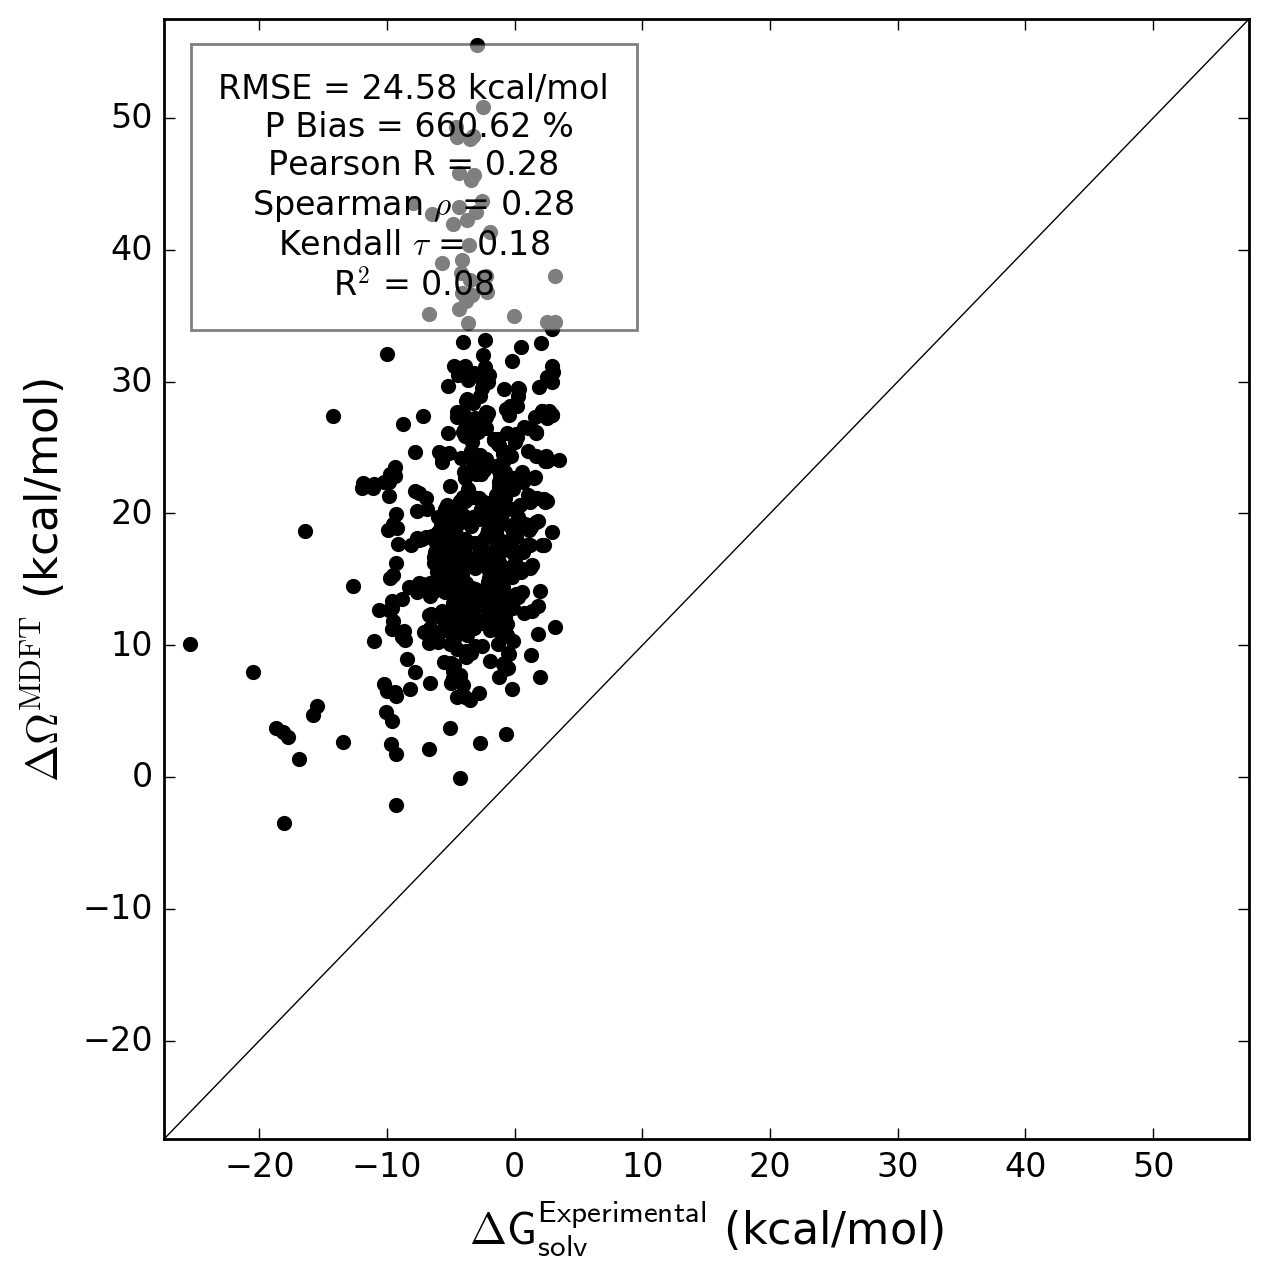 RMSE = 24.58 kcal/mol
P Bias = 660.62 %
Pearson R = 0.28
Spearman ρ = 0.28
Kendall τ = 0.18
R² = 0.08
50
40
30
20
10
0
−10
−20
ΔΩ^MDFT (kcal/mol)
−20 −10 0 10 20 30 40 50
ΔG_solv^Experimental (kcal/mol)